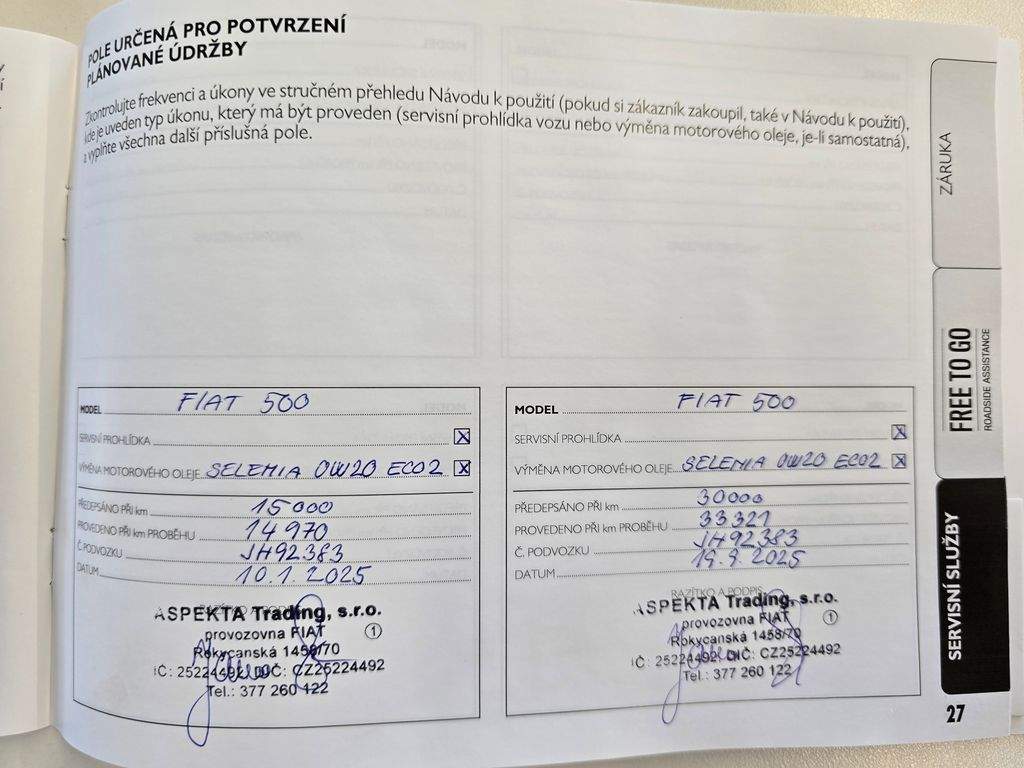 POLE URČENÁ PRO POTVRZENÍ
PLÁNOVANÉ ÚDRŽBY
Zkontrolujte frekvenci a úkony ve stručném přehledu Návodu k použití (pokud si zákazník zakoupil, také v Návodu k použití),
kde je uveden typ úkonu, který má být proveden (servisní prohlídka vozu nebo výměna motorového oleje, je-li samostatná),
a vyplňte všechna další příslušná pole.
MODEL FIAT 500
SERVISNÍ PROHLÍDKA X
VÝMĚNA MOTOROVÉHO OLEJE SELENIA 0W20 ECO2 X
PŘEDEPSÁNO PŘI km 15000
PROVEDENO PŘI km PROBĚHU 14970
Č. PODVOZKU JH92383
DATUM 10.1.2025
RAZÍTKO A PODPIS
ASPEKTA Trading, s.r.o.
provozovna FIAT 1
Rokycanská 1458/70
IČ: 25224492, DIČ: CZ25224492
Tel.: 377 260 122
MODEL FIAT 500
SERVISNÍ PROHLÍDKA X
VÝMĚNA MOTOROVÉHO OLEJE SELENIA 0W20 ECO2 X
PŘEDEPSÁNO PŘI km 30000
PROVEDENO PŘI km PROBĚHU 33321
Č. PODVOZKU JH92383
DATUM 2025
RAZÍTKO A PODPIS
ASPEKTA Trading, s.r.o.
provozovna FIAT 1
Rokycanská 1458/70
IČ: 25224492, DIČ: CZ25224492
Tel.: 377 260 122
ZÁRUKA
FREE TO GO
ROADSIDE ASSISTANCE
SERVISNÍ SLUŽBY
27